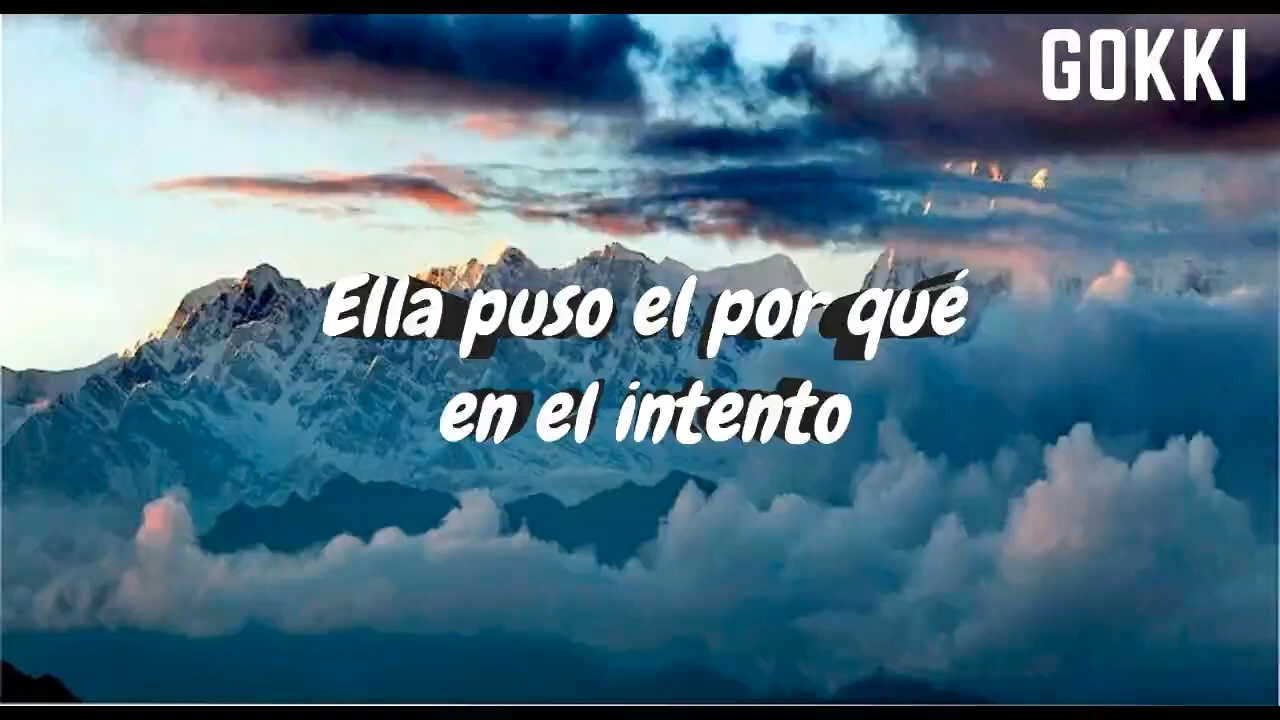 GOKKI
Ella puso el por qué
en el intento